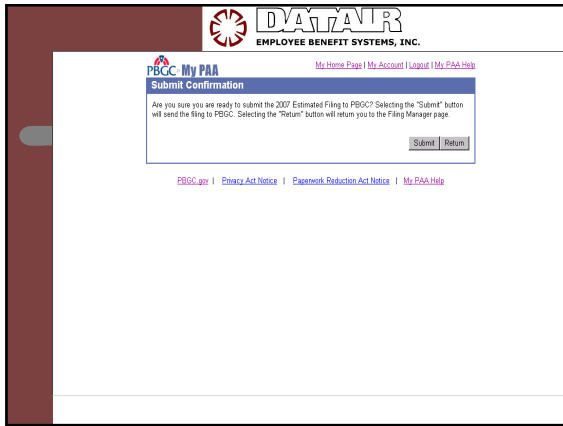 DATAIR
EMPLOYEE BENEFIT SYSTEMS, INC.
PBGC My PAA
My Home Page | My Account | Logout | My PAA Help
Submit Confirmation
Are you sure you are ready to submit the 2007 Estimated Filing to PBGC? Selecting the "Submit" button
will send the filing to PBGC. Selecting the "Return" button will return you to the Filing Manager page.
Submit Return
PBGC.gov | Privacy Act Notice | Paperwork Reduction Act Notice | My PAA Help